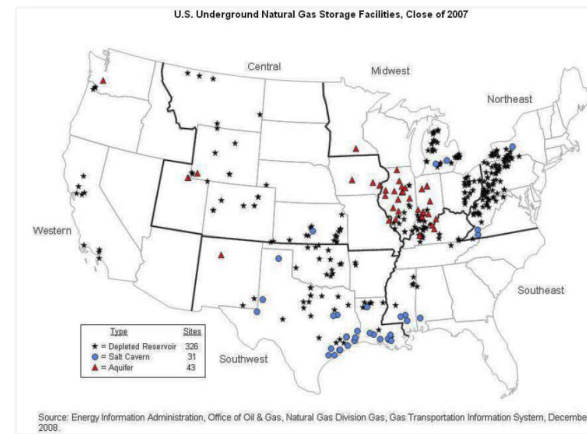 U.S. Underground Natural Gas Storage Facilities, Close of 2007
Central
Midwest
Northeast
Western
Southeast
Southwest
Type Sites
= Depleted Reservoir 326
= Salt Cavern 31
= Aquifer 43
Source: Energy Information Administration, Office of Oil & Gas, Natural Gas Division Gas, Gas Transportation Information System, Decembe
2008.